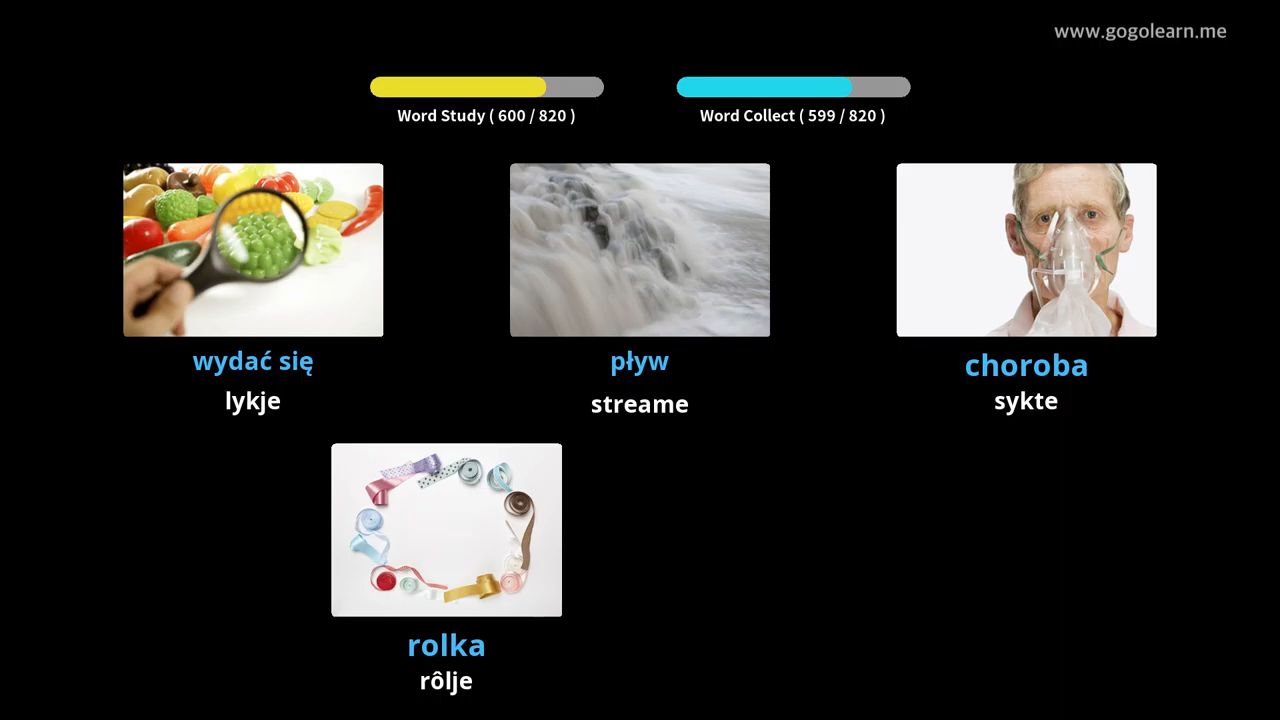 www.gogolearn.me
Word Study ( 600 / 820 )
Word Collect ( 599 / 820 )
wydać się
lykje
pływ
streame
choroba
sykte
rolka
rôlje